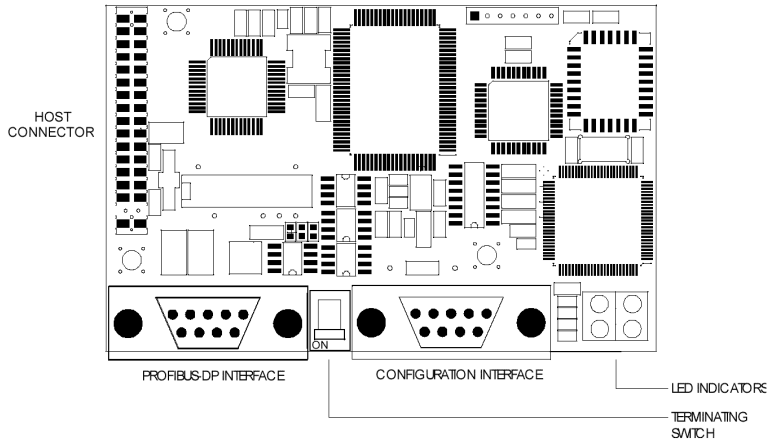 HOST
CONNECTOR
ON
PROFIBUS-DP INTERFACE
CONFIGURATION INTERFACE
LED INDICATORS
TERMINATING
SWITCH